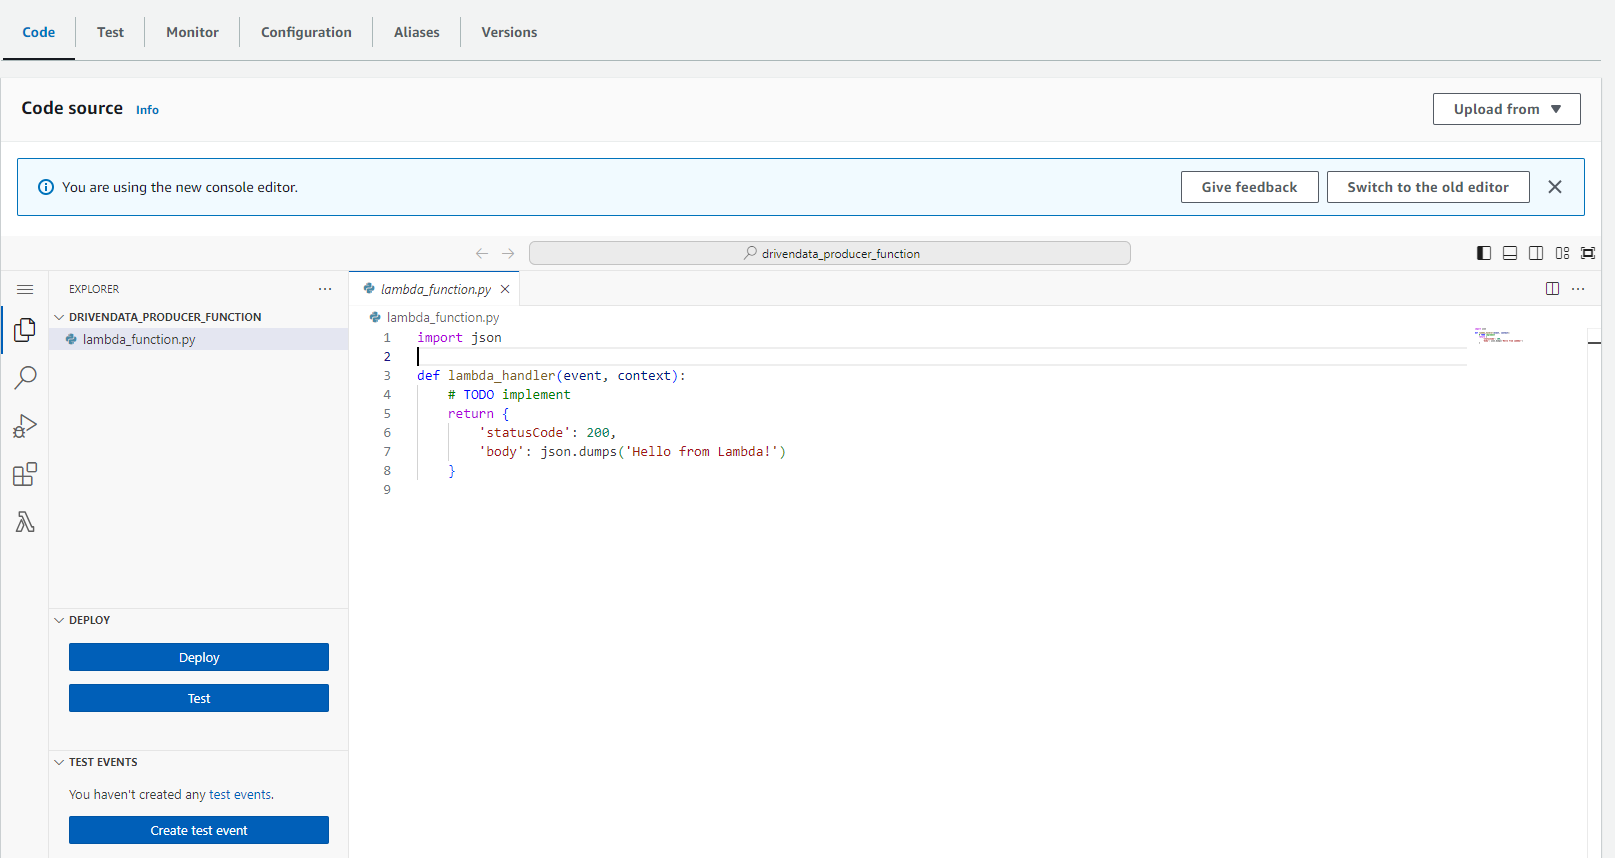 Code
Test
Monitor
Configuration
Aliases
Versions
Code source Info
Upload from
You are using the new console editor.
Give feedback
Switch to the old editor
drivendata_producer_function
EXPLORER
DRIVENDATA_PRODUCER_FUNCTION
lambda_function.py
DEPLOY
Deploy
Test
TEST EVENTS
You haven't created any test events.
Create test event
lambda_function.py
lambda_function.py
1 import json
2
3 def lambda_handler(event, context):
4     # TODO implement
5     return {
6         'statusCode': 200,
7         'body': json.dumps('Hello from Lambda!')
8     }
9